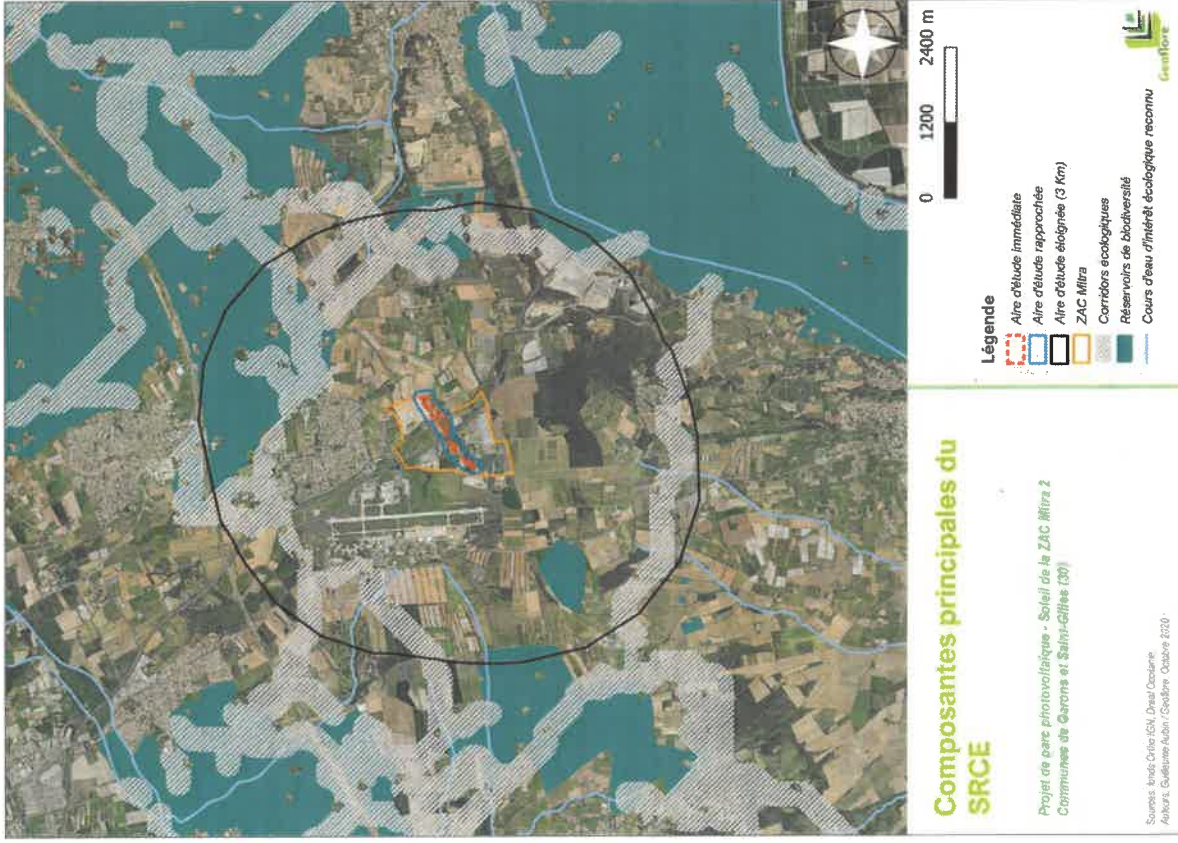 Composantes principales du
SRCE
Projet de parc photovoltaïque - Soleil de la ZAC Mitra 2
Communes de Garons et Saint-Gilles (30)
Sources: fonds Ortho IGN, Dreal Occitanie
Auteurs: Guillaume Aubin / Geoflore Octobre 2020
Légende
Aire d'étude immédiate
Aire d'étude rapprochée
Aire d'étude éloignée (3 Km)
ZAC Mitra
Corridors écologiques
Réservoirs de biodiversité
Cours d'eau d'intérêt écologique reconnu
0 1200 2400 m
Geoflore